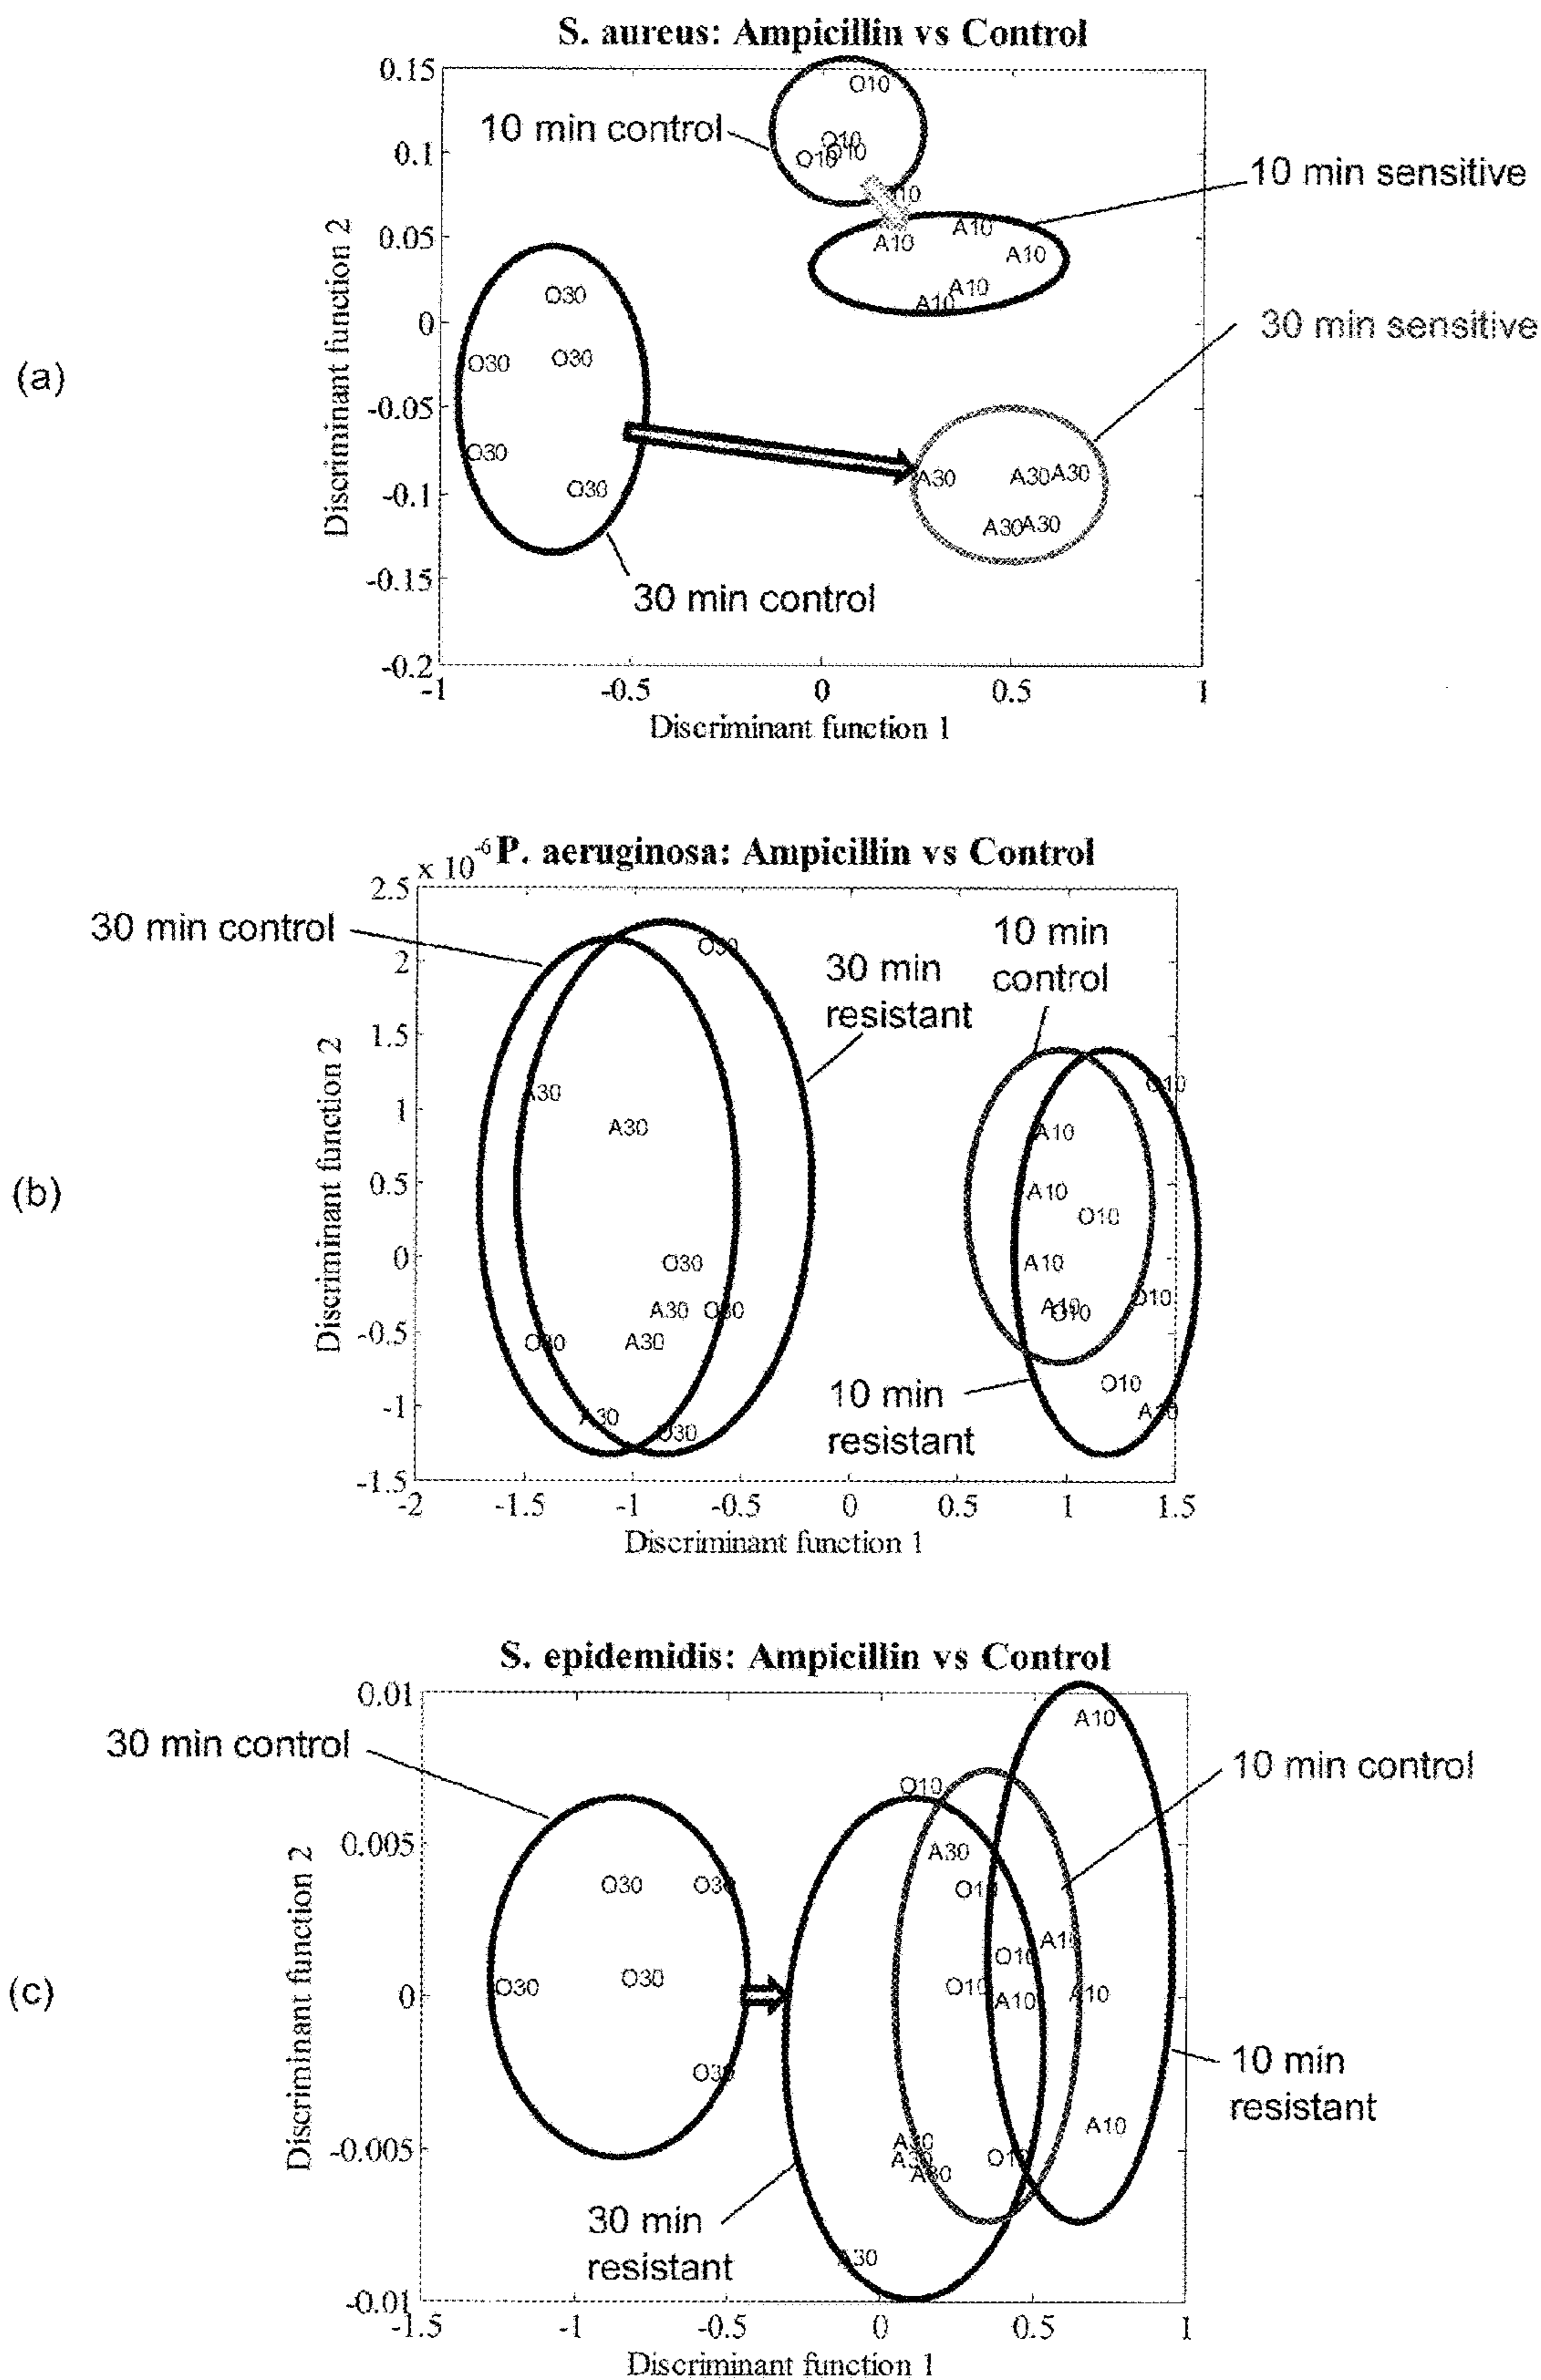 S. aureus: Ampicillin vs Control
0.15
O10
10 min control
O10
0.1
O10
O10
10 min sensitive
A10
0.05
A10
A10
A10
A10
O30
0
30 min sensitive
O30
O30
(a)
-0.05
O30
A30
A30
A30
O30
-0.1
A30
A30
-0.15
30 min control
-0.2
-1
-0.5
0
0.5
1
Discriminant function 1
Discriminant function 2
x 10-6
P. aeruginosa: Ampicillin vs Control
2.5
30 min control
10 min
control
2
O30
30 min
resistant
1.5
O10
A30
1
A30
A10
(b)
0.5
A10
O10
0
O30
A10
A30
O30
A10
O10
O10
-0.5
O30
A30
O10
10 min
resistant
-1
A30
O30
A10
-1.5
-2
-1.5
-1
-0.5
0
0.5
1
1.5
Discriminant function 1
Discriminant function 2
S. epidemidis: Ampicillin vs Control
0.01
A10
30 min control
10 min control
O10
0.005
A30
O30
O30
O10
A10
O10
O30
O30
O10
A10
A10
(c)
0
10 min
resistant
O30
A10
-0.005
A30
A30
A30
O10
30 min
resistant
A30
-0.01
-1.5
-1
-0.5
0
0.5
1
Discriminant function 1
Discriminant function 2